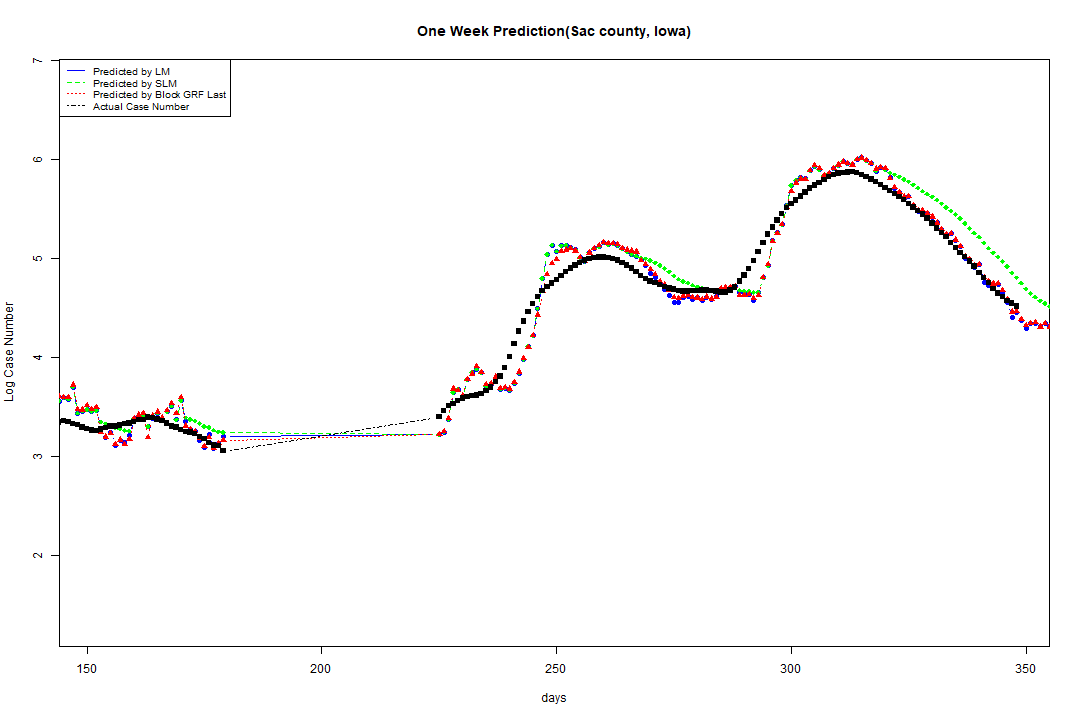 One Week Prediction(Sac county, Iowa)
Predicted by LM
Predicted by SLM
Predicted by Block GRF Last
Actual Case Number
7
6
5
4
3
2
Log Case Number
150 200 250 300 350
days